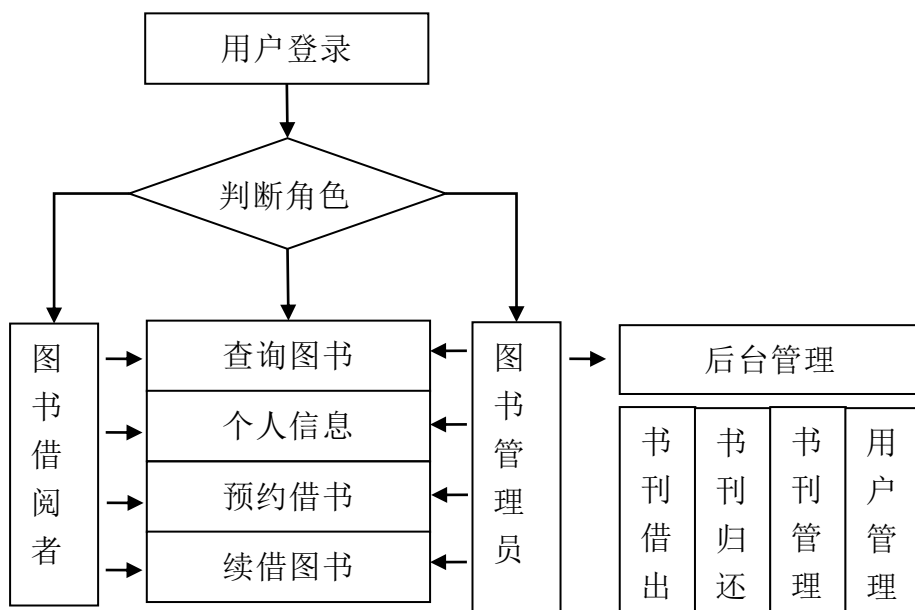 用户登录
判断角色
图书借阅者
查询图书
个人信息
预约借书
续借图书
图书管理员
后台管理
书刊借出
书刊归还
书刊管理
用户管理